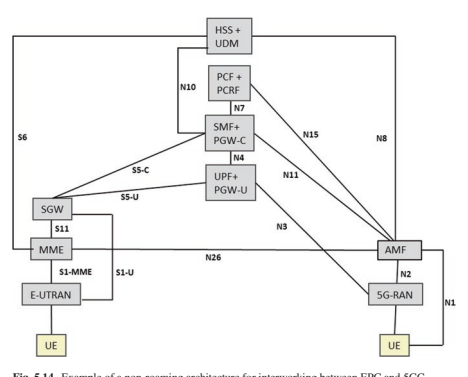 HSS +
UDM
N10
PCF +
PCRF
N7
S6
SMF+
PGW-C
N15
N8
S5-C
N4
N11
UPF+
PGW-U
S5-U
SGW
N3
S11
MME
N26
AMF
S1-MME
S1-U
N2
E-UTRAN
5G-RAN
N1
UE
UE
Fig. 5.14 Example of a non-roaming architecture for interworking between EPC and 5GC